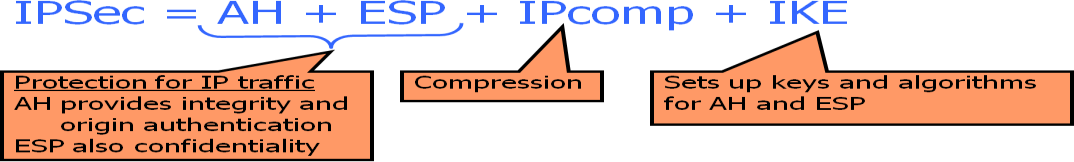 IPSec = AH + ESP + IPcomp + IKE
Protection for IP traffic
AH provides integrity and
origin authentication
ESP also confidentiality
Compression
Sets up keys and algorithms
for AH and ESP